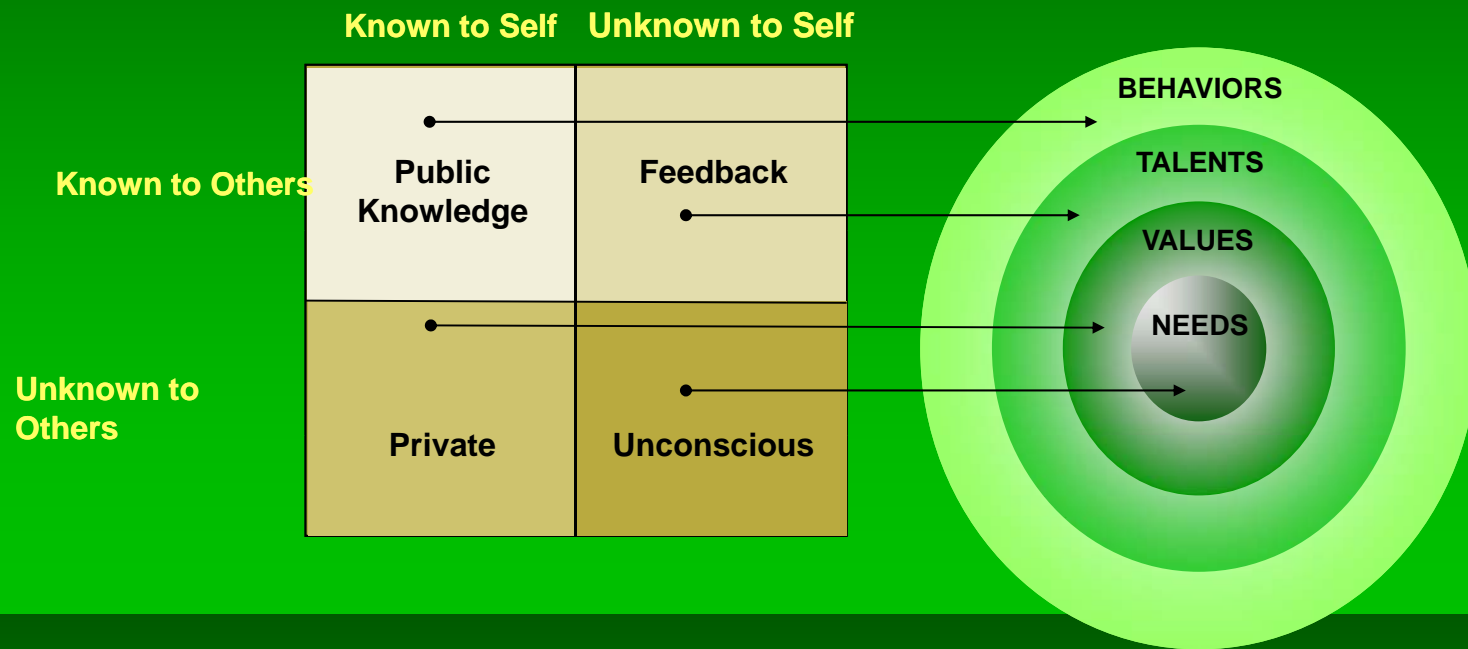 Known to Self
Unknown to Self
BEHAVIORS
TALENTS
Known to Others
Public
Knowledge
Feedback
VALUES
NEEDS
Unknown to
Others
Private
Unconscious